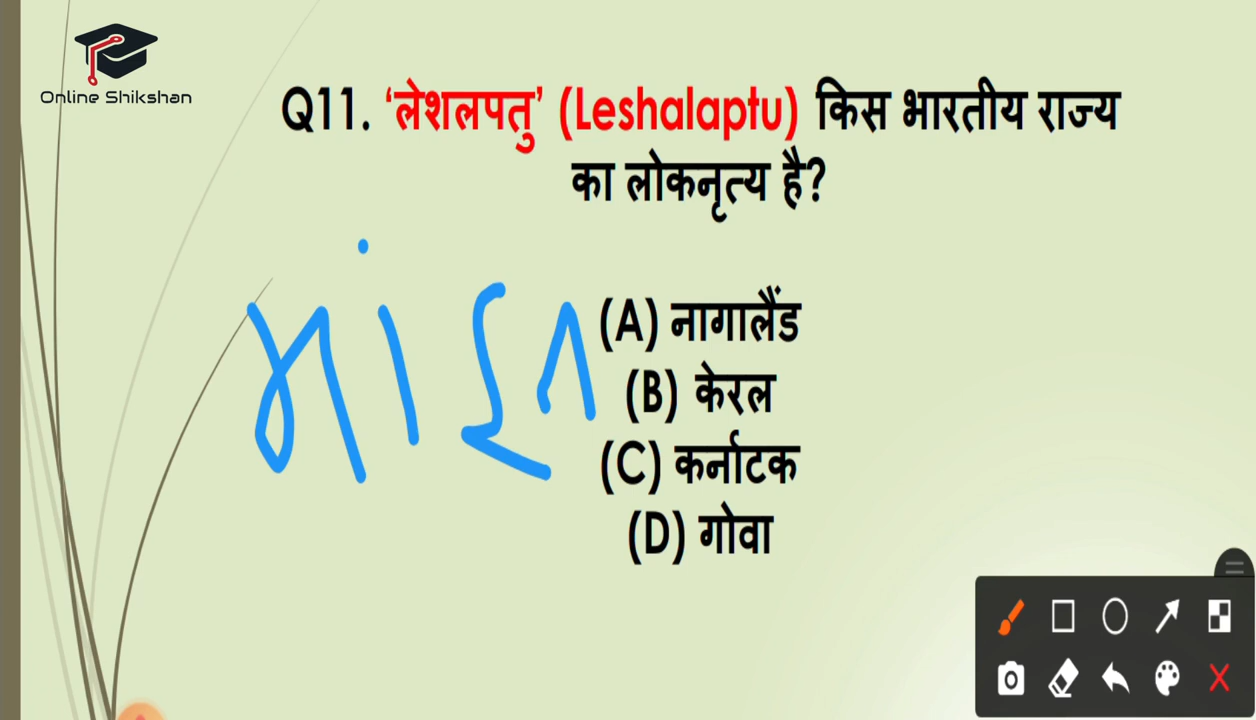 Online Shikshan
Q11. ‘लेशलपतु’ (Leshalaptu) किस भारतीय राज्य
का लोकनृत्य है?
(A) नागालैंड
(B) केरल
(C) कर्नाटक
(D) गोवा